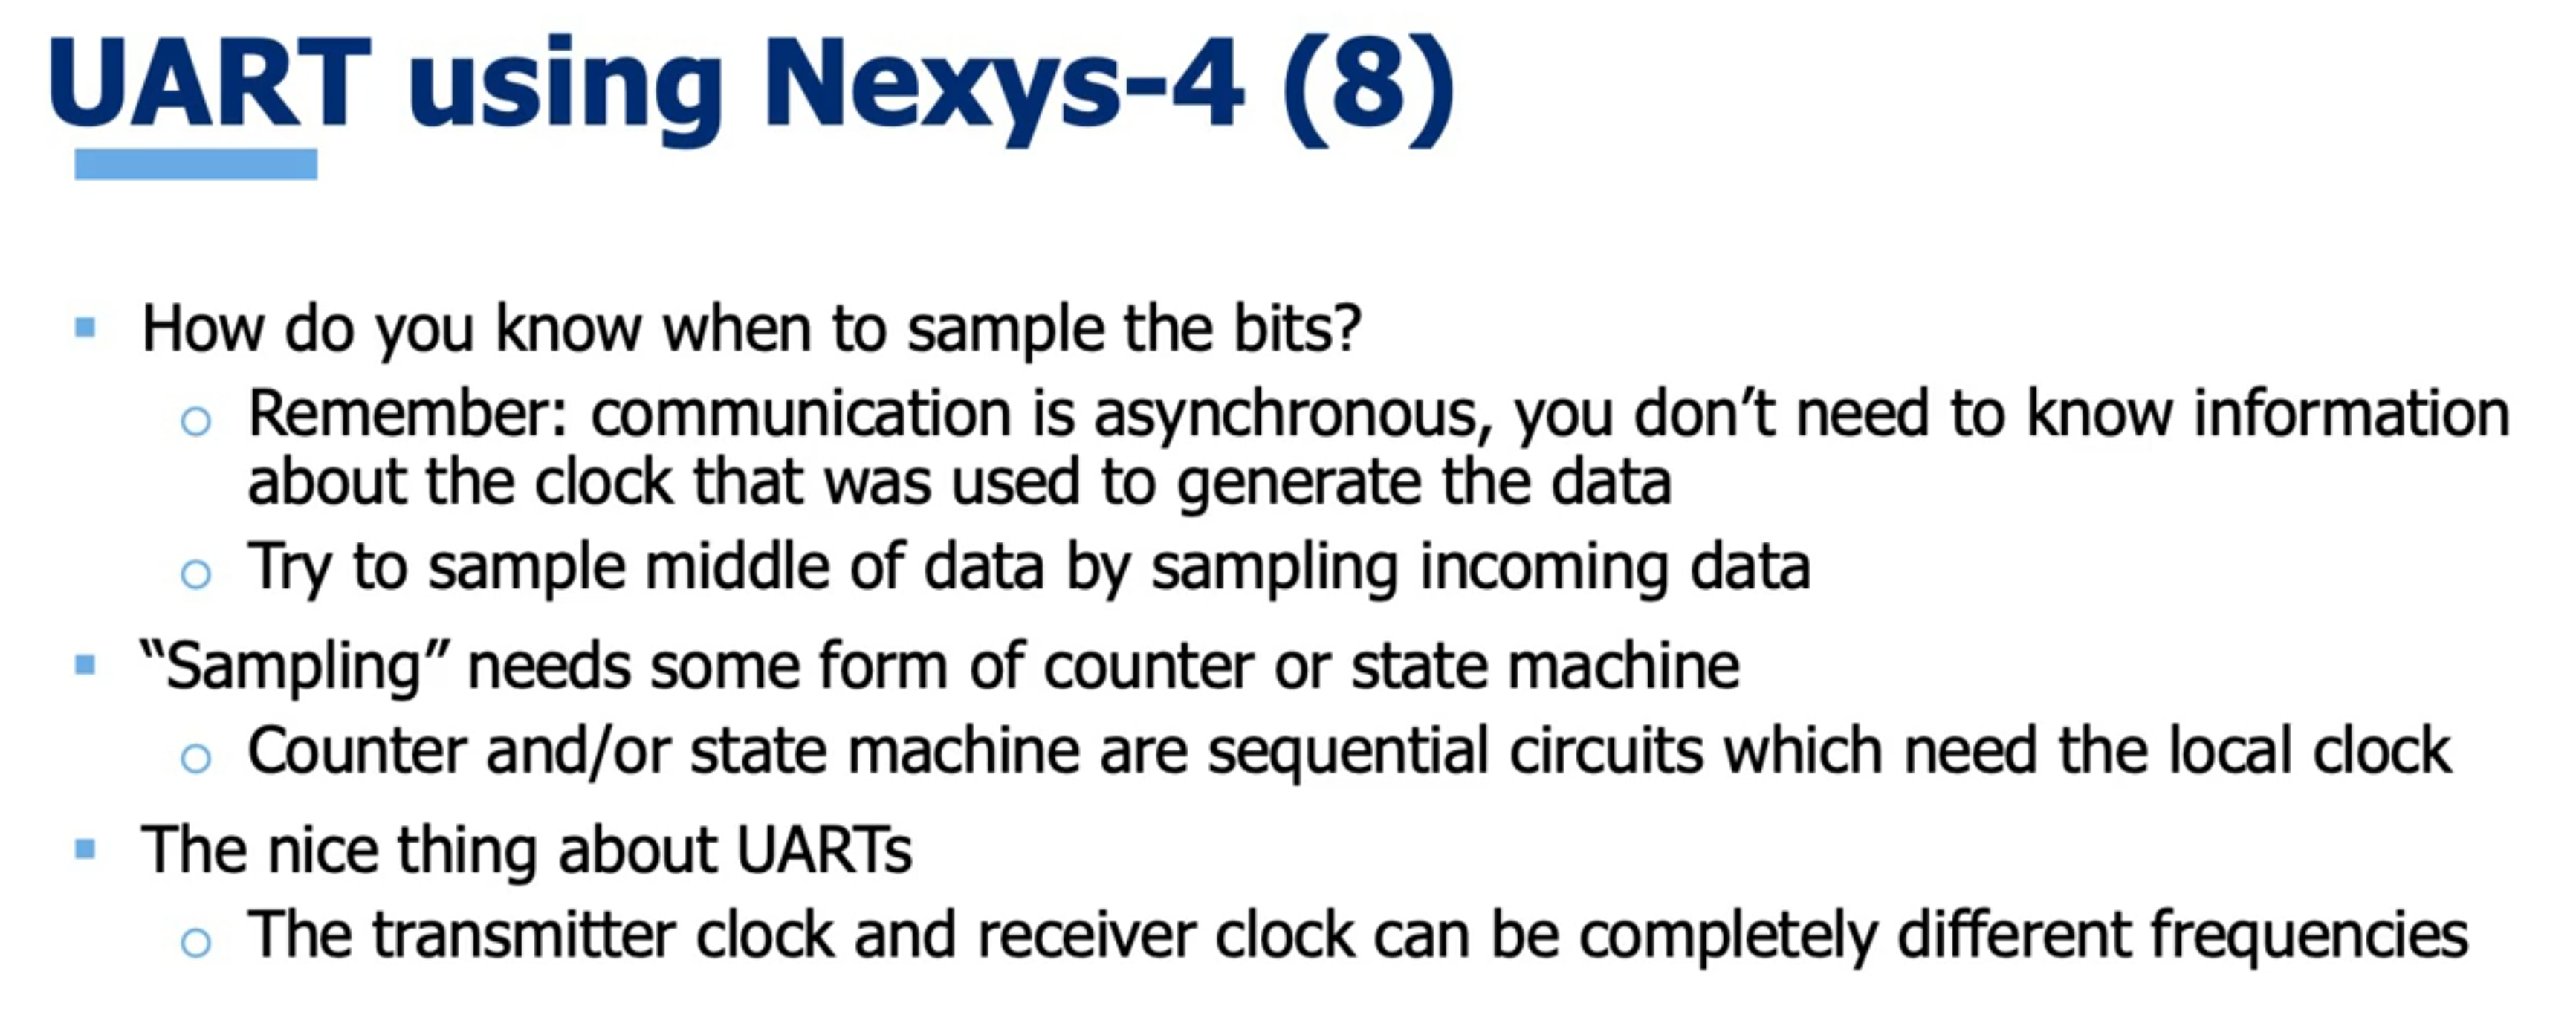 UART using Nexys-4 (8)
How do you know when to sample the bits?
Remember: communication is asynchronous, you don’t need to know information
about the clock that was used to generate the data
Try to sample middle of data by sampling incoming data
“Sampling” needs some form of counter or state machine
Counter and/or state machine are sequential circuits which need the local clock
The nice thing about UARTs
The transmitter clock and receiver clock can be completely different frequencies